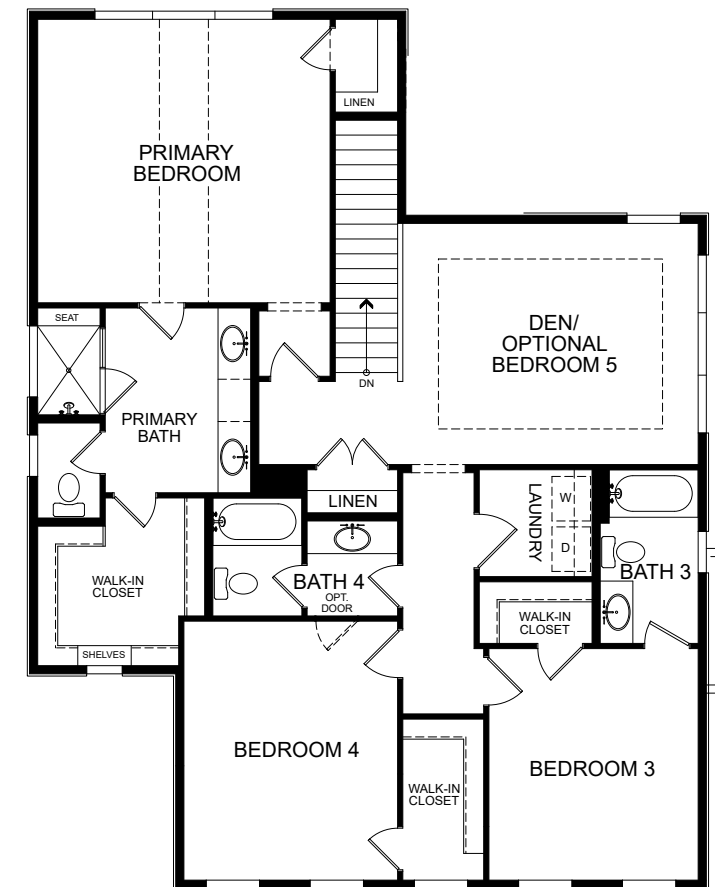 LINEN
PRIMARY
BEDROOM
SEAT
DEN/
OPTIONAL
BEDROOM 5
DN
PRIMARY
BATH
LINEN
LAUNDRY
W
D
BATH 4
OPT.
DOOR
BATH 3
WALK-IN
CLOSET
WALK-IN
CLOSET
SHELVES
BEDROOM 4
BEDROOM 3
WALK-IN
CLOSET